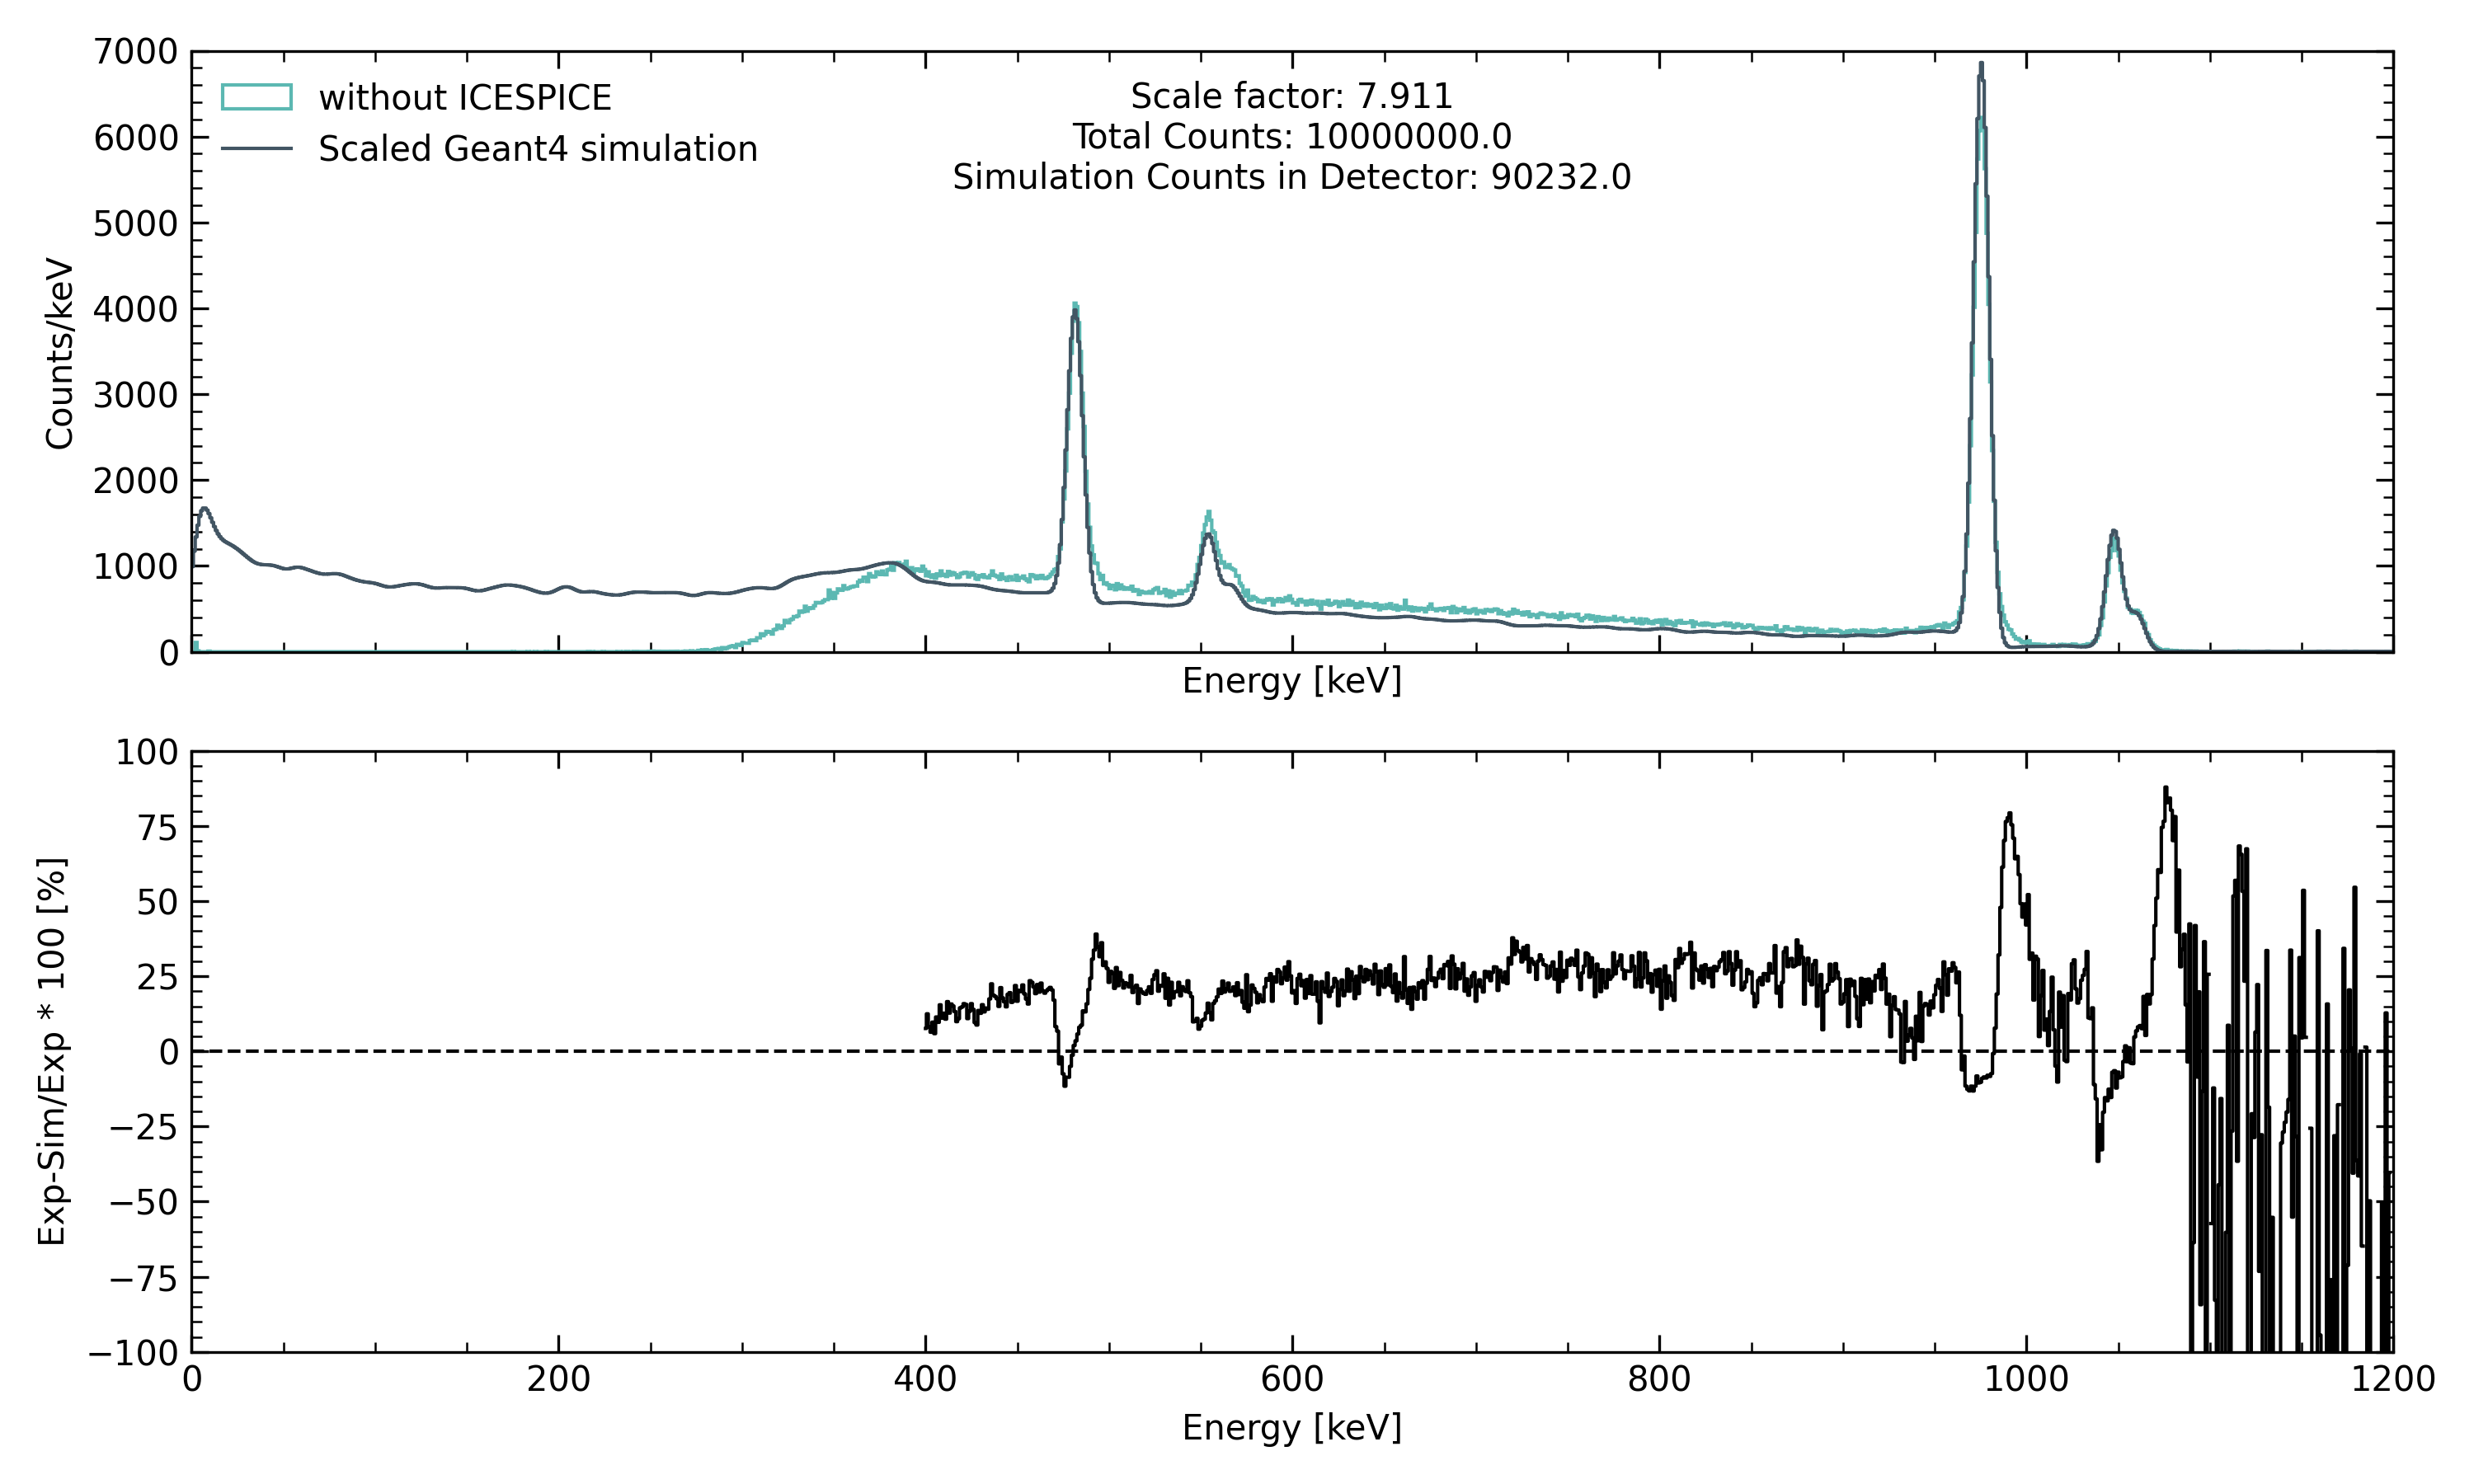 7000
6000
5000
4000
3000
2000
1000
0
Counts/keV
without ICESPICE
Scaled Geant4 simulation
Scale factor: 7.911
Total Counts: 10000000.0
Simulation Counts in Detector: 90232.0
Energy [keV]
100
75
50
25
0
−25
−50
−75
−100
Exp-Sim/Exp * 100 [%]
0 200 400 600 800 1000 1200
Energy [keV]